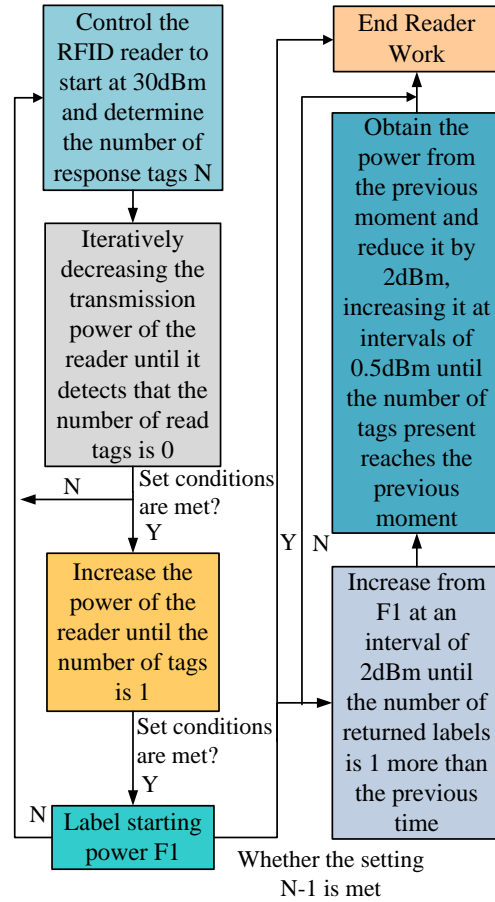 Control the
RFID reader to
start at 30dBm
and determine
the number of
response tags N
Iteratively
decreasing the
transmission
power of the
reader until it
detects that the
number of read
tags is 0
N
Set conditions
are met?
Y
Increase the
power of the
reader until the
number of tags
is 1
Set conditions
are met?
Y
N
Label starting
power F1
Whether the setting
N-1 is met
Y
N
Increase from
F1 at an
interval of
2dBm until
the number of
returned labels
is 1 more than
the previous
time
Obtain the
power from
the previous
moment and
reduce it by
2dBm,
increasing it at
intervals of
0.5dBm until
the number of
tags present
reaches the
previous
moment
End Reader
Work